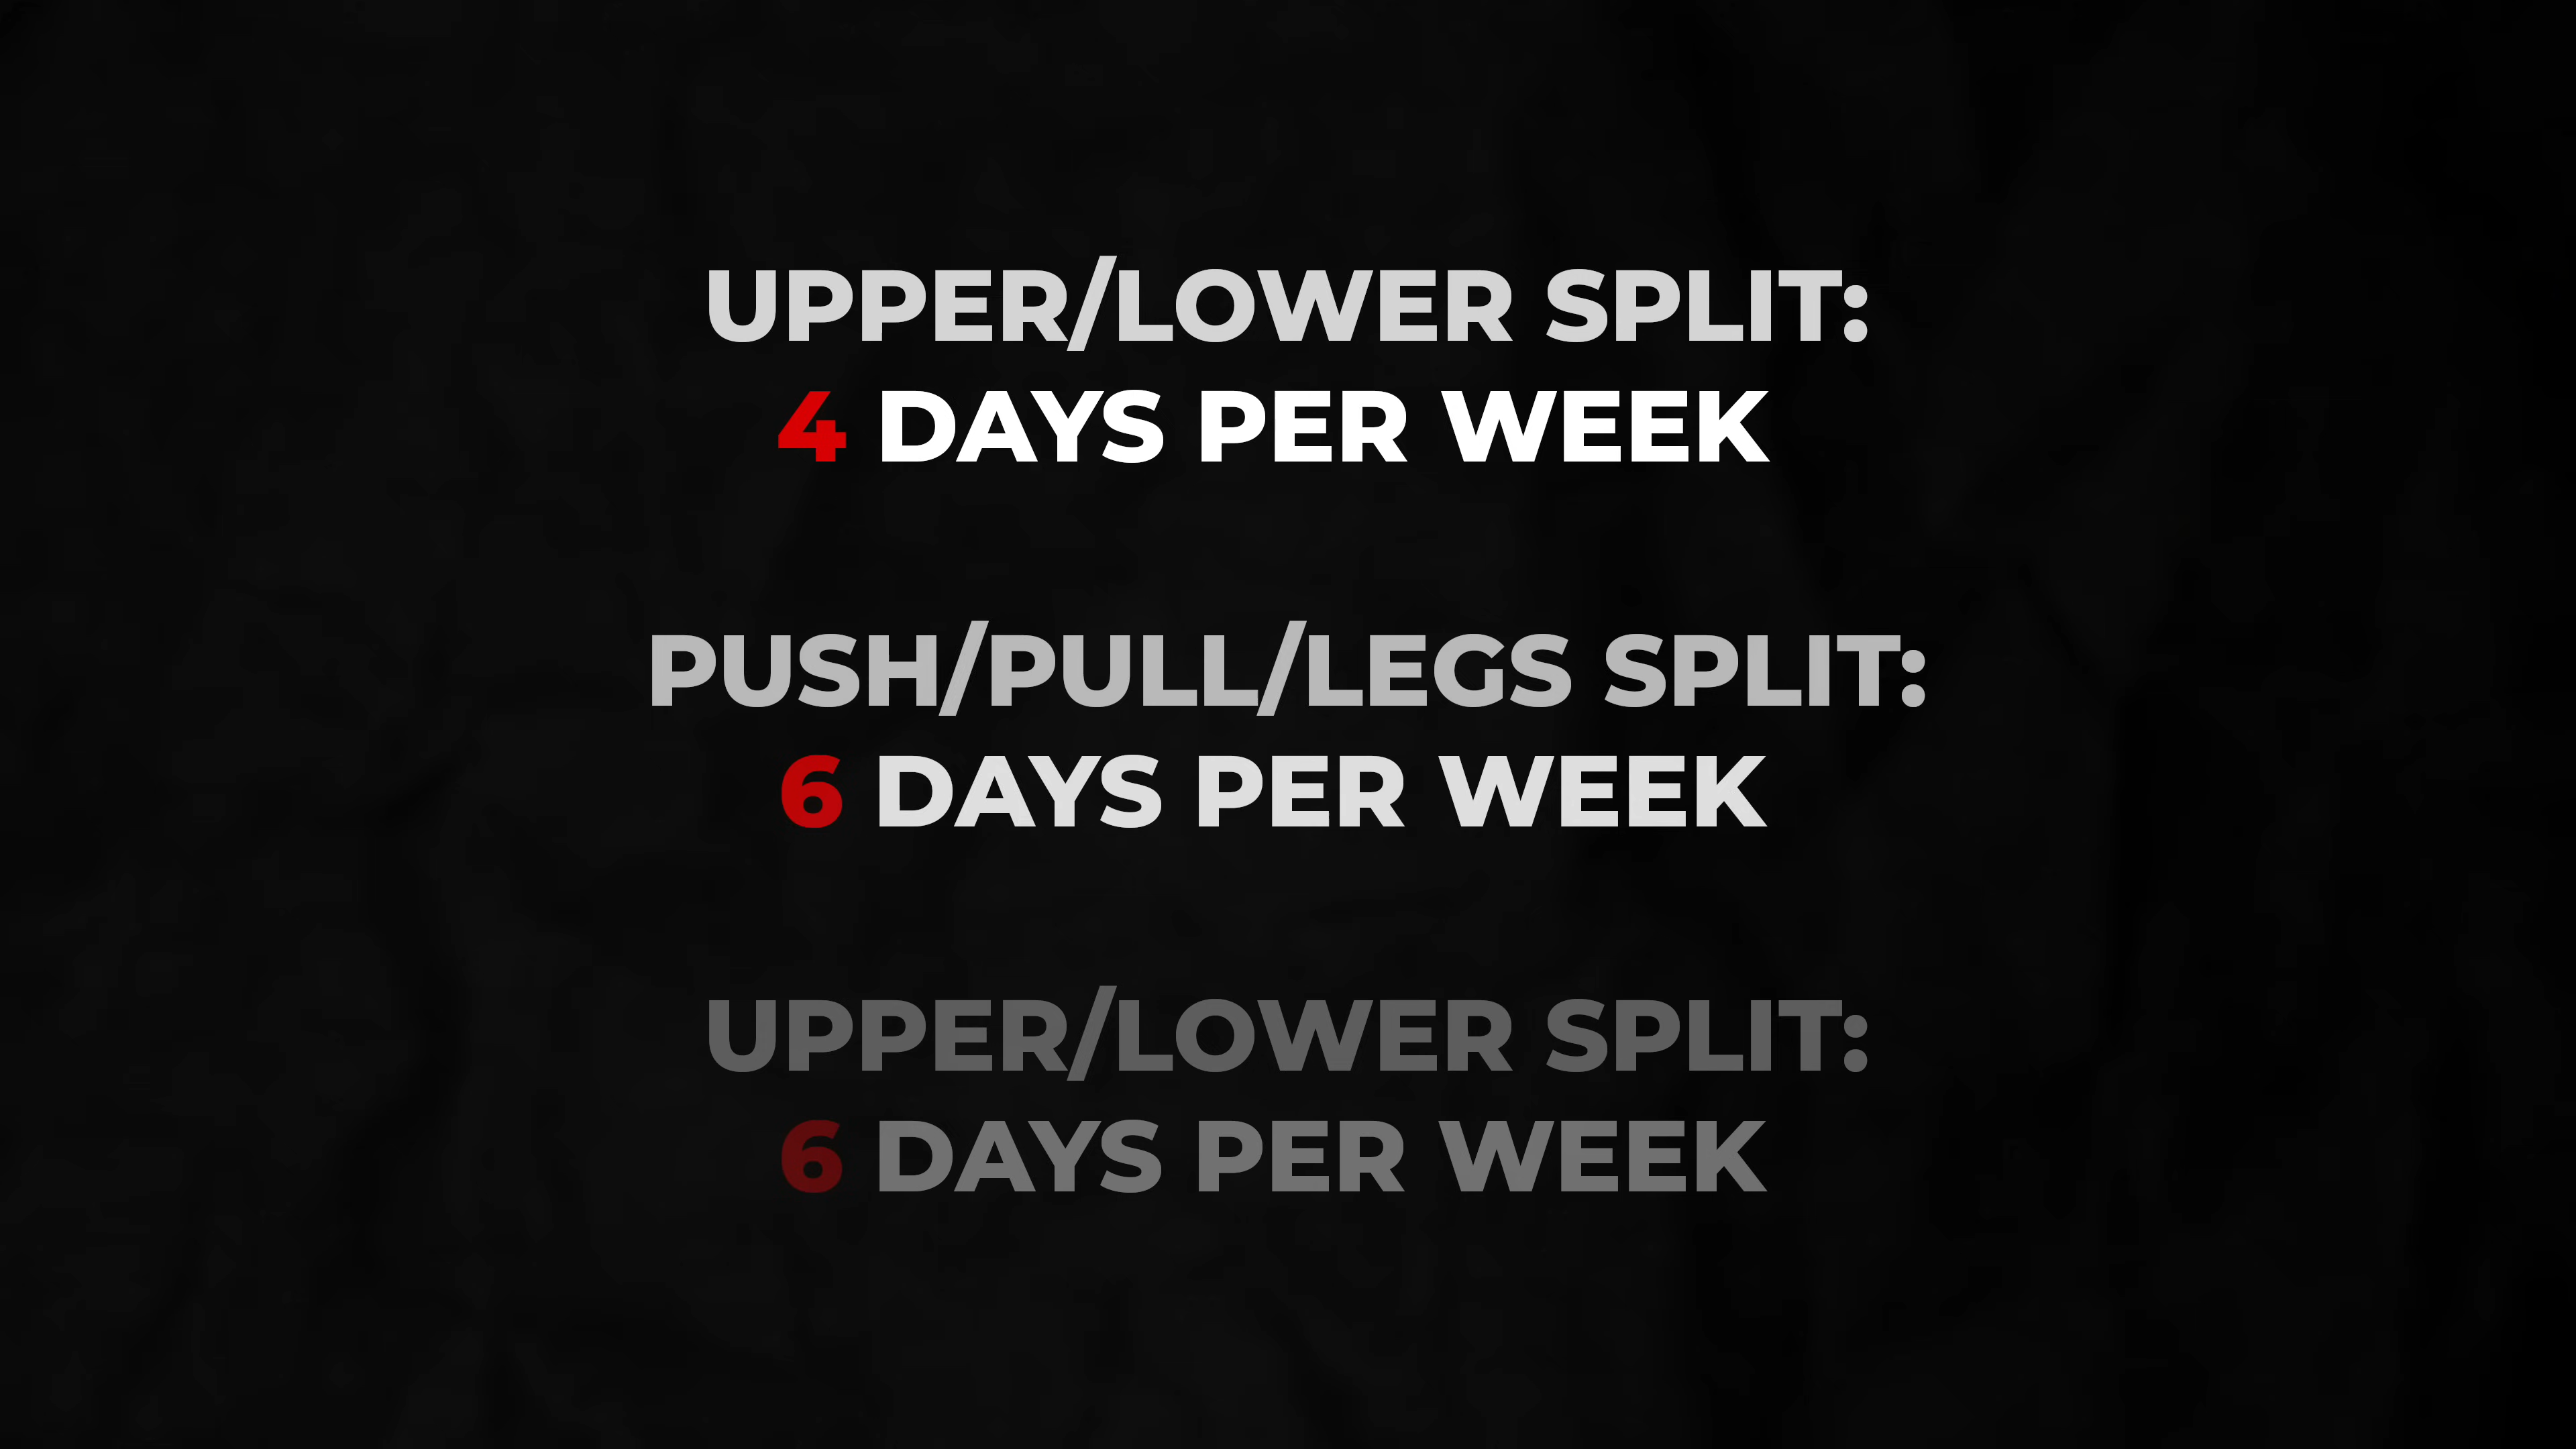 UPPER/LOWER SPLIT:
4 DAYS PER WEEK
PUSH/PULL/LEGS SPLIT:
6 DAYS PER WEEK
UPPER/LOWER SPLIT:
6 DAYS PER WEEK